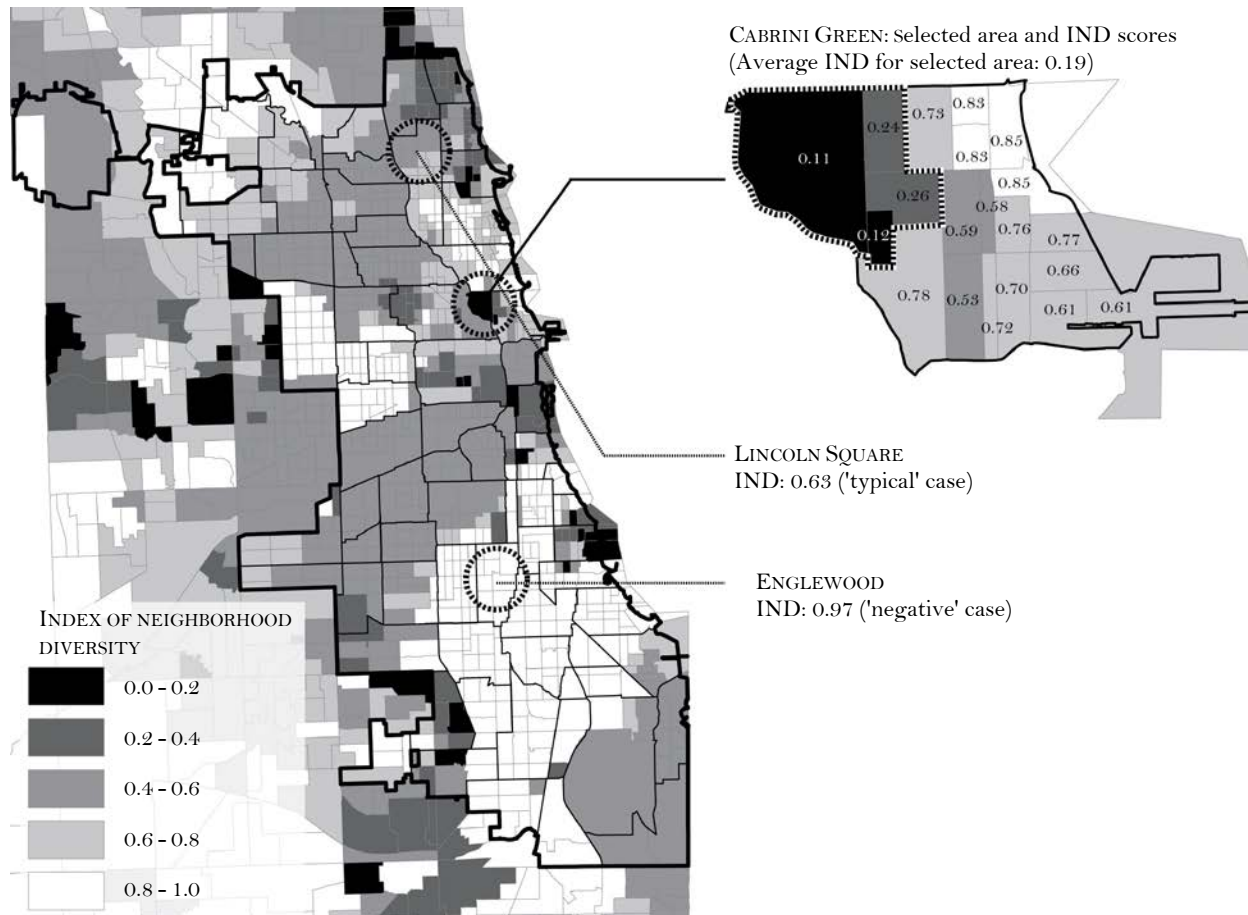 CABRINI GREEN: selected area and IND scores
(Average IND for selected area: 0.19)
0.83
0.73
0.24
0.85
0.11
0.83
0.85
0.26
0.58
0.12
0.59
0.76
0.77
0.66
0.78
0.70
0.53
0.61
0.61
0.72
LINCOLN SQUARE
IND: 0.63 ('typical' case)
ENGLEWOOD
IND: 0.97 ('negative' case)
INDEX OF NEIGHBORHOOD
DIVERSITY
0.0 – 0.2
0.2 – 0.4
0.4 – 0.6
0.6 – 0.8
0.8 – 1.0